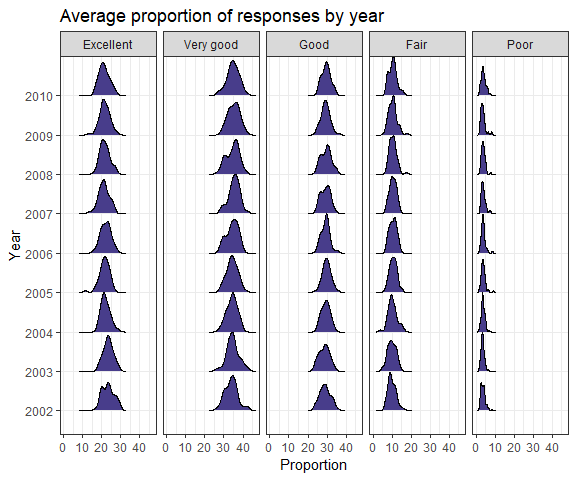 Average proportion of responses by year
Excellent Very good Good Fair Poor
2010
2009
2008
2007
2006
2005
2004
2003
2002
Year
0 10 20 30 40 0 10 20 30 40 0 10 20 30 40 0 10 20 30 40 0 10 20 30 40
Proportion